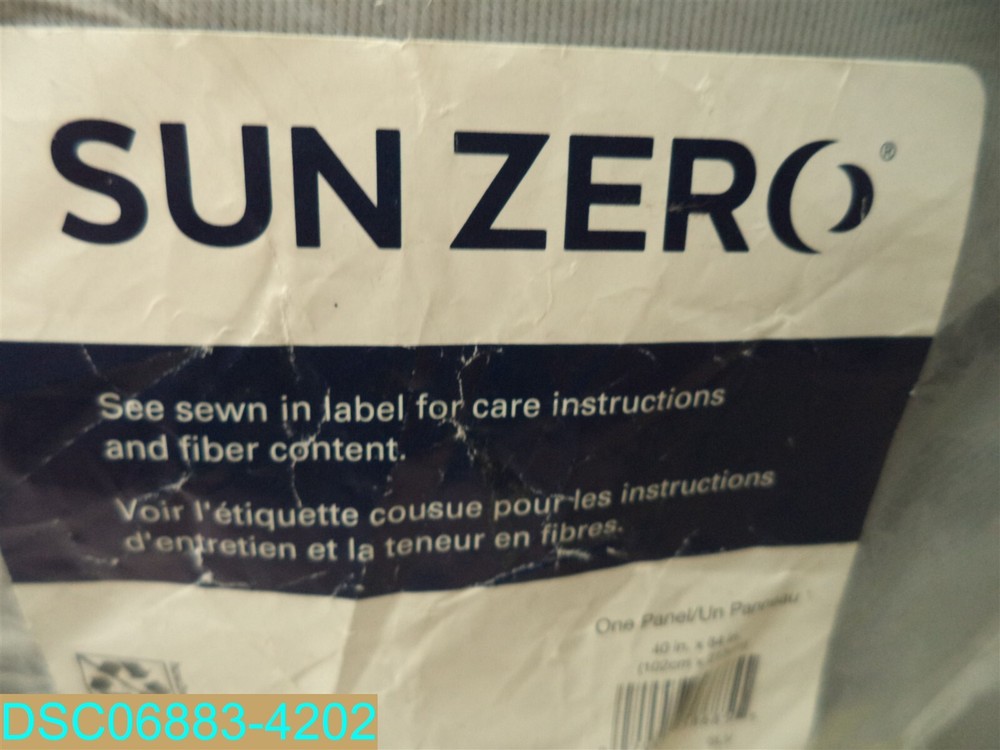 SUN ZERO®
See sewn in label for care instructions
and fiber content.
Voir l'étiquette cousue pour les instructions
d'entretien et la teneur en fibres.
One Panel/Un Panneau
40 in. x 84
(102cm x
DSC06883-4202